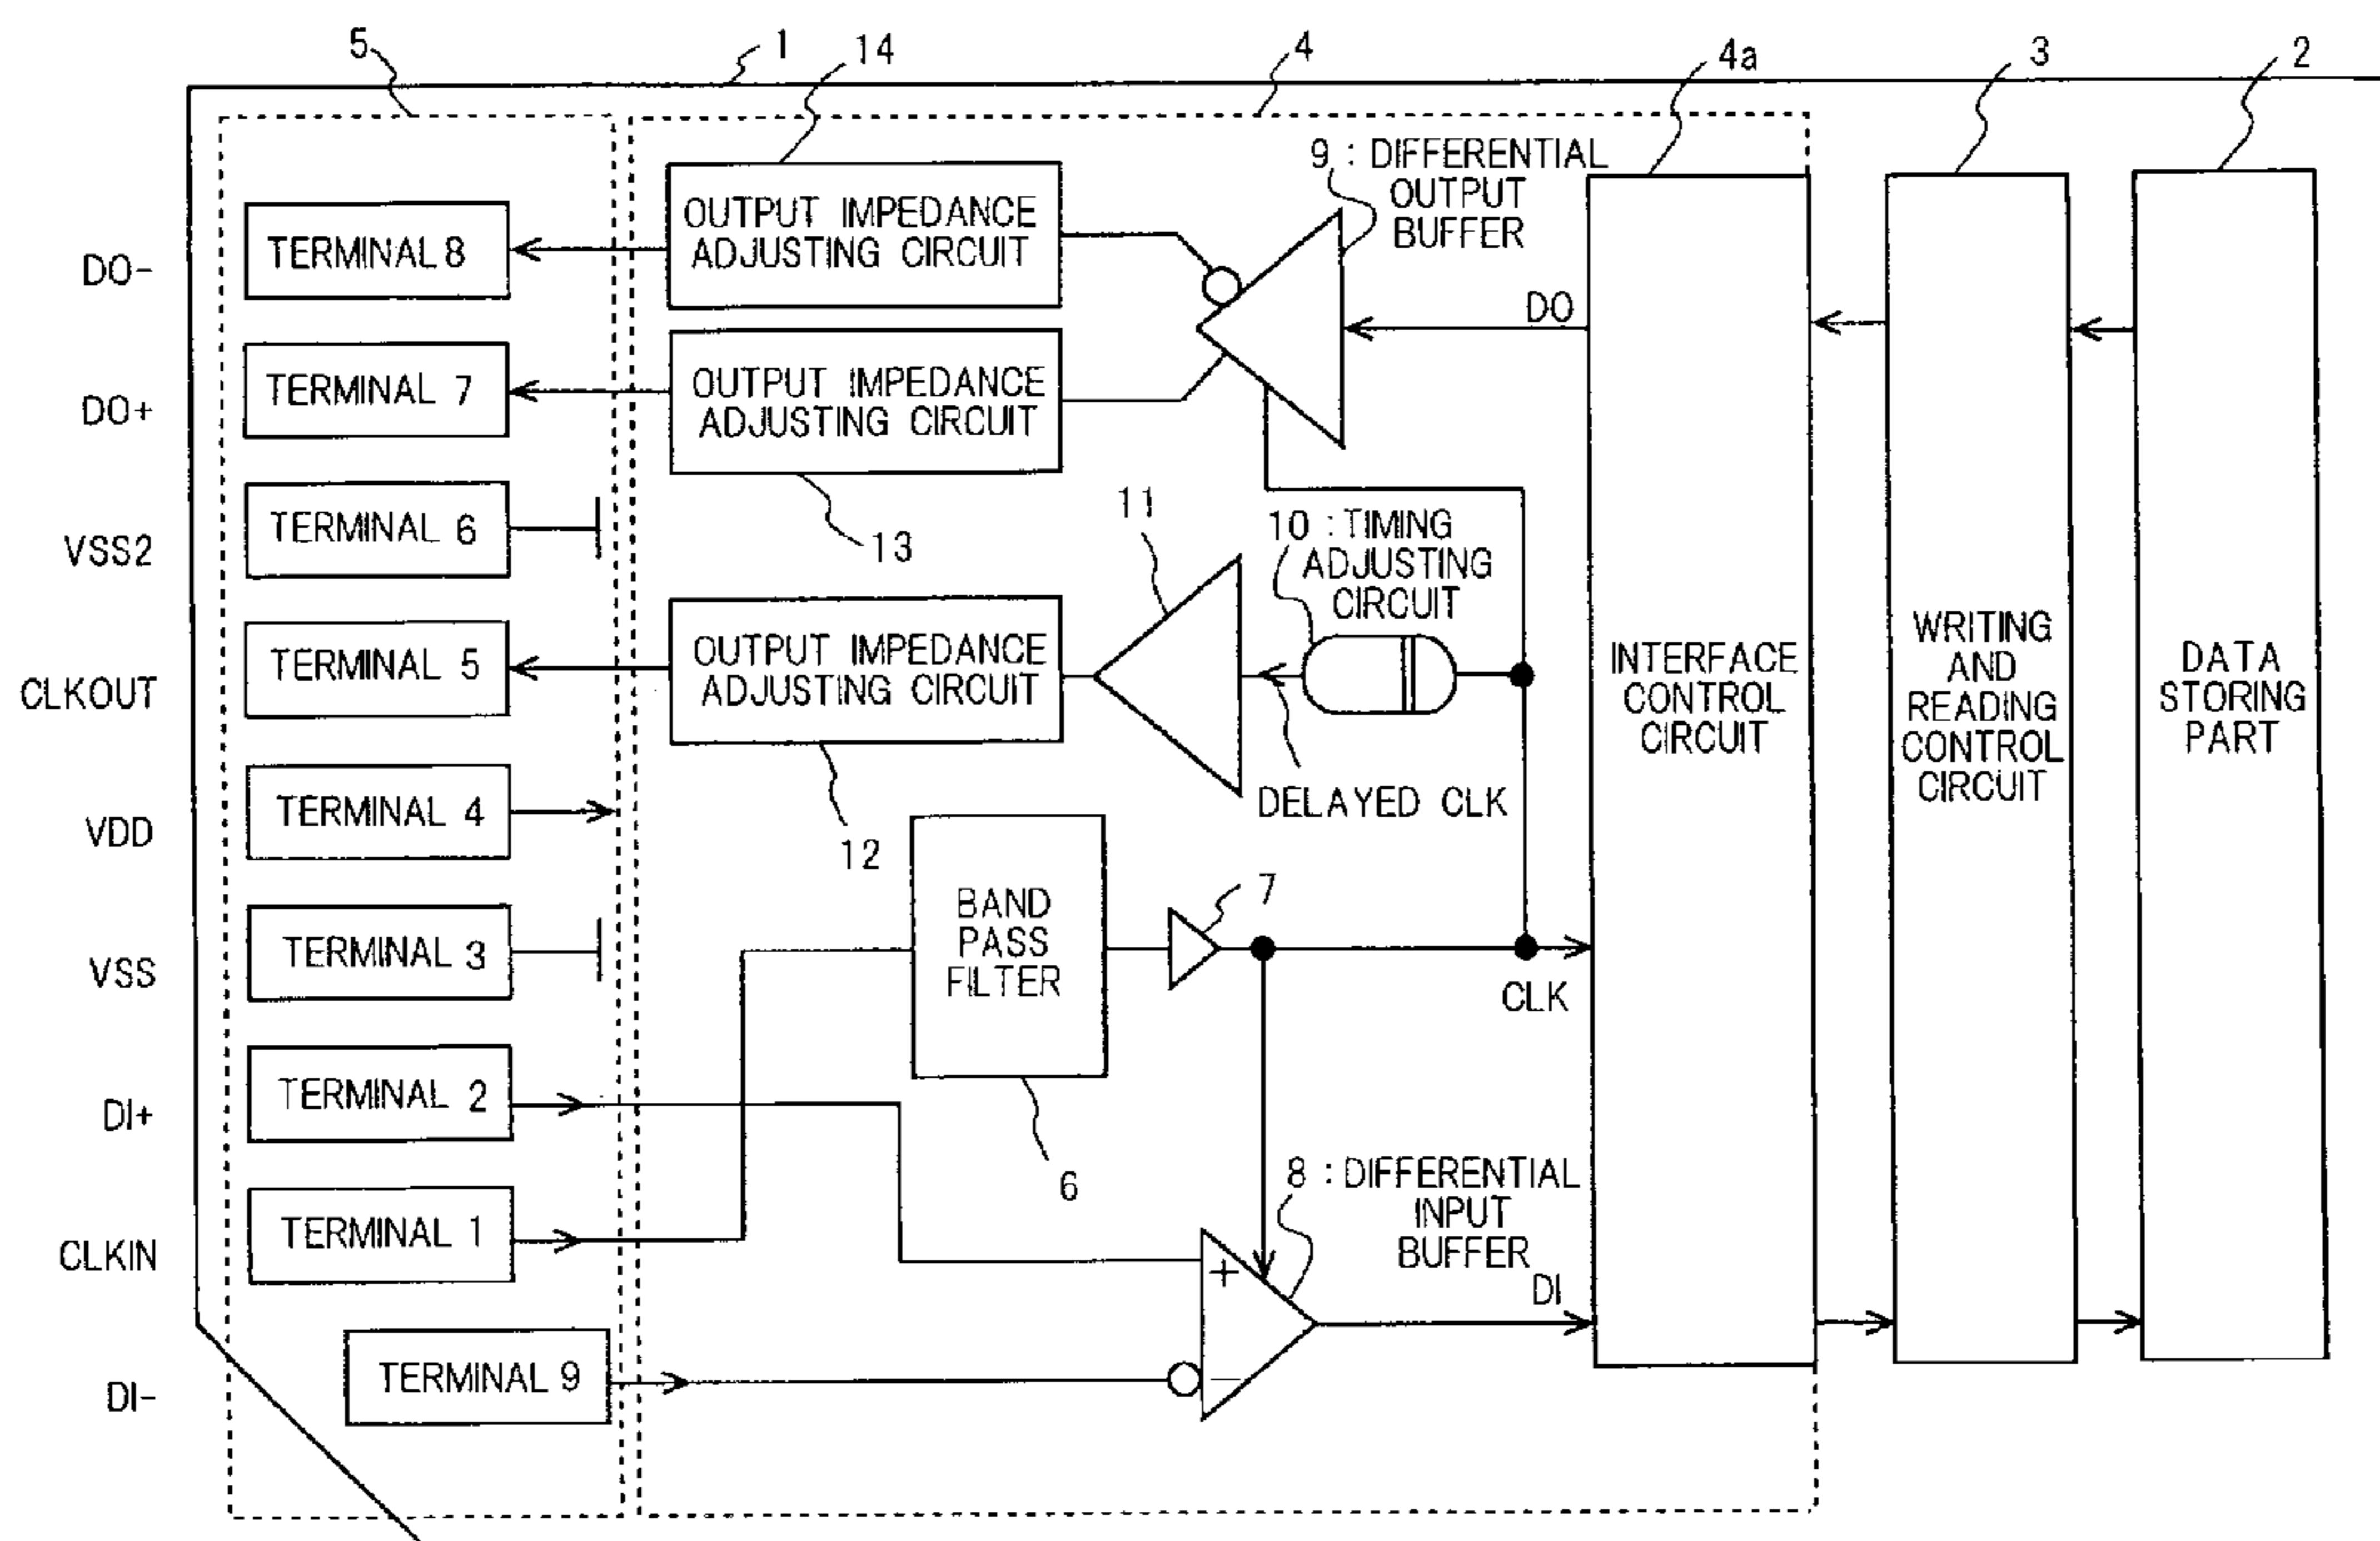 5
1
14
4
4a
3
2
9 : DIFFERENTIAL
OUTPUT
BUFFER
DO-
TERMINAL 8
OUTPUT IMPEDANCE
ADJUSTING CIRCUIT
DO
DO+
TERMINAL 7
OUTPUT IMPEDANCE
ADJUSTING CIRCUIT
13
VSS2
TERMINAL 6
11
10 : TIMING
ADJUSTING
CIRCUIT
CLKOUT
TERMINAL 5
OUTPUT IMPEDANCE
ADJUSTING CIRCUIT
12
DELAYED CLK
INTERFACE
CONTROL
CIRCUIT
WRITING
AND
READING
CONTROL
CIRCUIT
DATA
STORING
PART
VDD
TERMINAL 4
VSS
TERMINAL 3
BAND
PASS
FILTER
7
CLK
6
DI+
TERMINAL 2
CLKIN
TERMINAL 1
8 : DIFFERENTIAL
INPUT
BUFFER
+
DI
DI-
TERMINAL 9
−